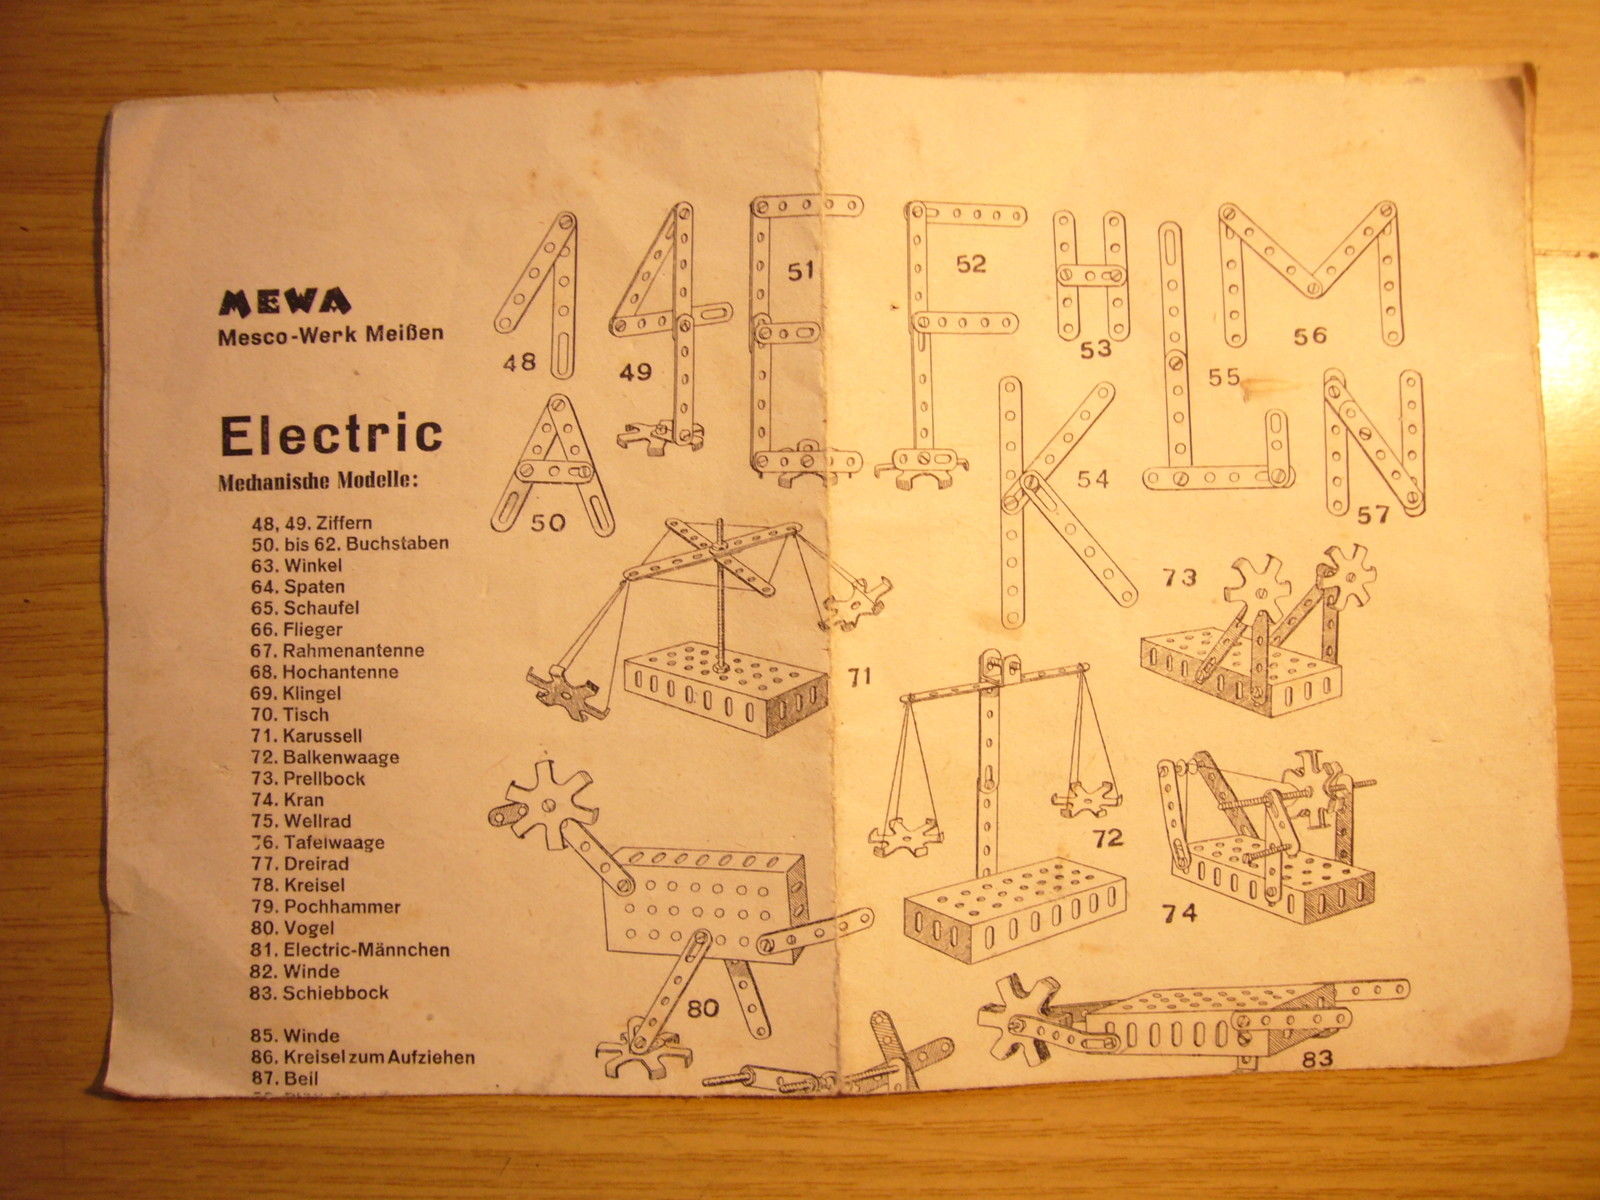 MEWA
Mesco-Werk Meißen
Electric
Mechanische Modelle:
48, 49. Ziffern
50. bis 62. Buchstaben
63. Winkel
64. Spaten
65. Schaufel
66. Flieger
67. Rahmenantenne
68. Hochantenne
69. Klingel
70. Tisch
71. Karussell
72. Balkenwaage
73. Prellbock
74. Kran
75. Wellrad
76. Tafelwaage
77. Dreirad
78. Kreisel
79. Pochhammer
80. Vogel
81. Electric-Männchen
82. Winde
83. Schiebbock
85. Winde
86. Kreisel zum Aufziehen
87. Beil
48
49
50
51
52
53
54
55
56
57
71
72
73
74
80
83